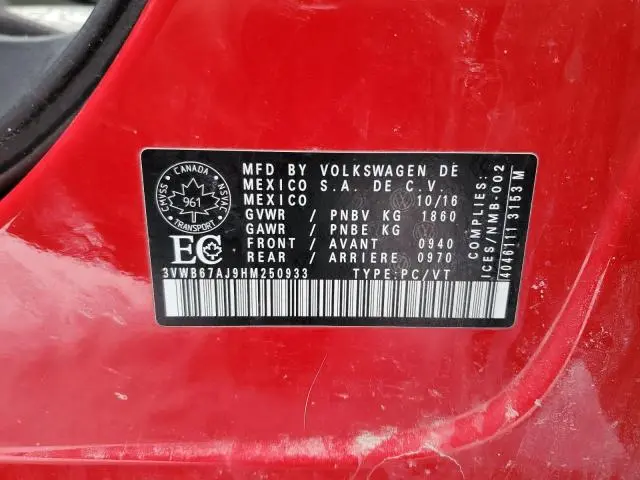 CANADA
CMVSS NSVAC
961
TRANSPORT
EC
MFD BY VOLKSWAGEN DE
MEXICO S.A. DE C.V.
MEXICO 10/16
GVWR / PNBV KG 1860
GAWR / PNBE KG
FRONT / AVANT 0940
REAR / ARRIERE 0970
3VWB67AJ9HM250933 TYPE:PC/VT
COMPLIES:
ICES/NMB-002
4046111 3153 M